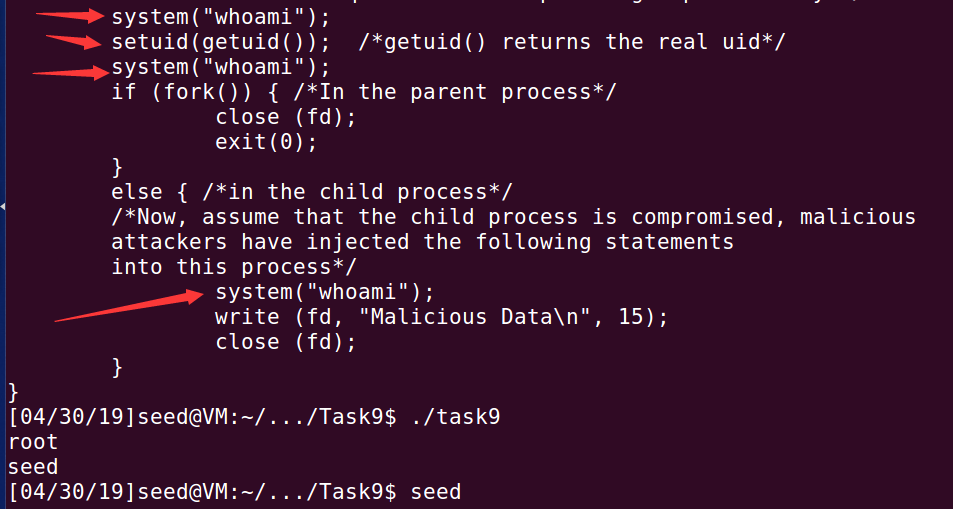 system("whoami");
setuid(getuid());  /*getuid() returns the real uid*/
system("whoami");
if (fork()) { /*In the parent process*/
close (fd);
exit(0);
}
else { /*in the child process*/
/*Now, assume that the child process is compromised, malicious
attackers have injected the following statements
into this process*/
system("whoami");
write (fd, "Malicious Data\n", 15);
close (fd);
}
}
[04/30/19]seed@VM:~/.../Task9$ ./task9
root
seed
[04/30/19]seed@VM:~/.../Task9$ seed